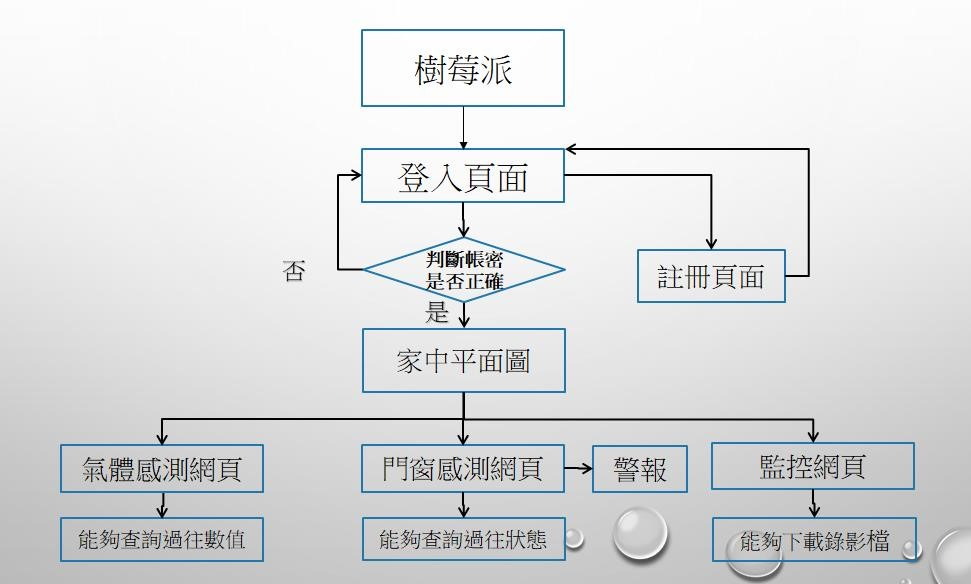 樹莓派
登入頁面
判斷帳密
是否正確
否
註冊頁面
是
家中平面圖
氣體感測網頁
門窗感測網頁
警報
監控網頁
能夠查詢過往數值
能夠查詢過往狀態
能夠下載錄影檔